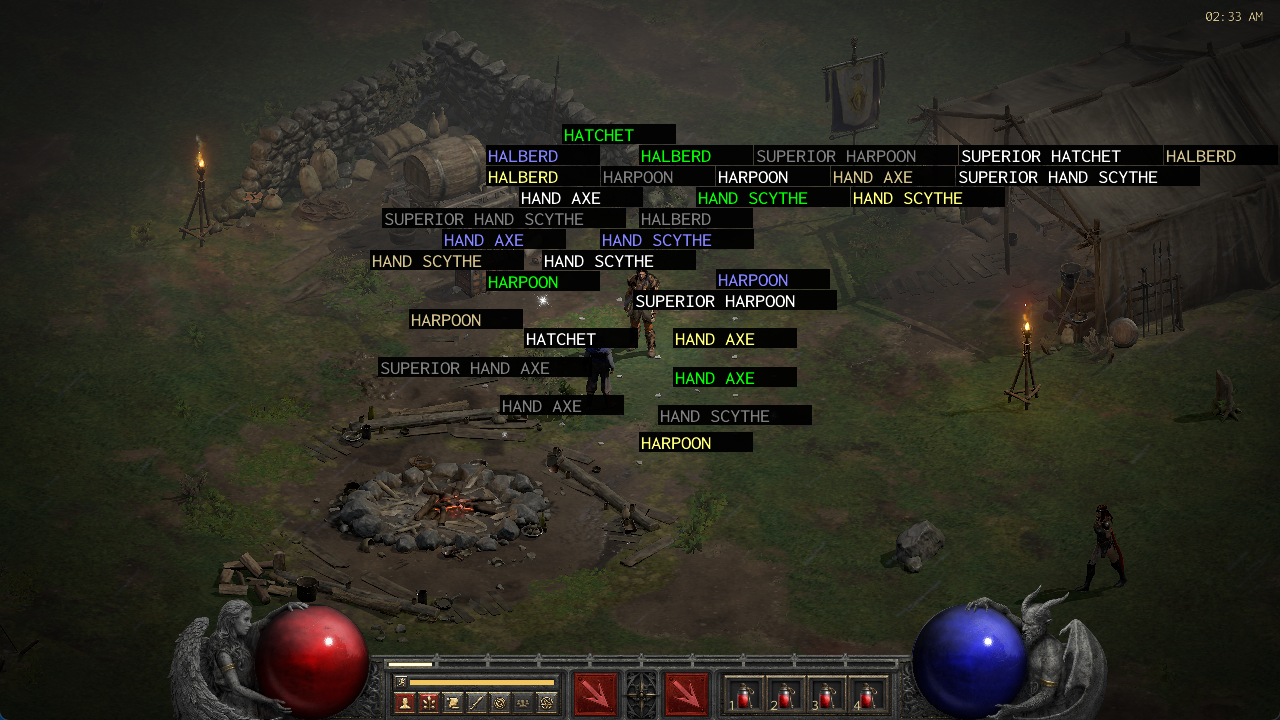 02:33 AM
HATCHET
HALBERD HALBERD SUPERIOR HARPOON SUPERIOR HATCHET HALBERD
HALBERD HARPOON HARPOON HAND AXE SUPERIOR HAND SCYTHE
HAND AXE HAND SCYTHE HAND SCYTHE
SUPERIOR HAND SCYTHE HALBERD
HAND AXE HAND SCYTHE
HAND SCYTHE HAND SCYTHE
HARPOON HARPOON
SUPERIOR HARPOON
HARPOON
HATCHET HAND AXE
SUPERIOR HAND AXE
HAND AXE
HAND AXE
HAND SCYTHE
HARPOON
1 2 3 4